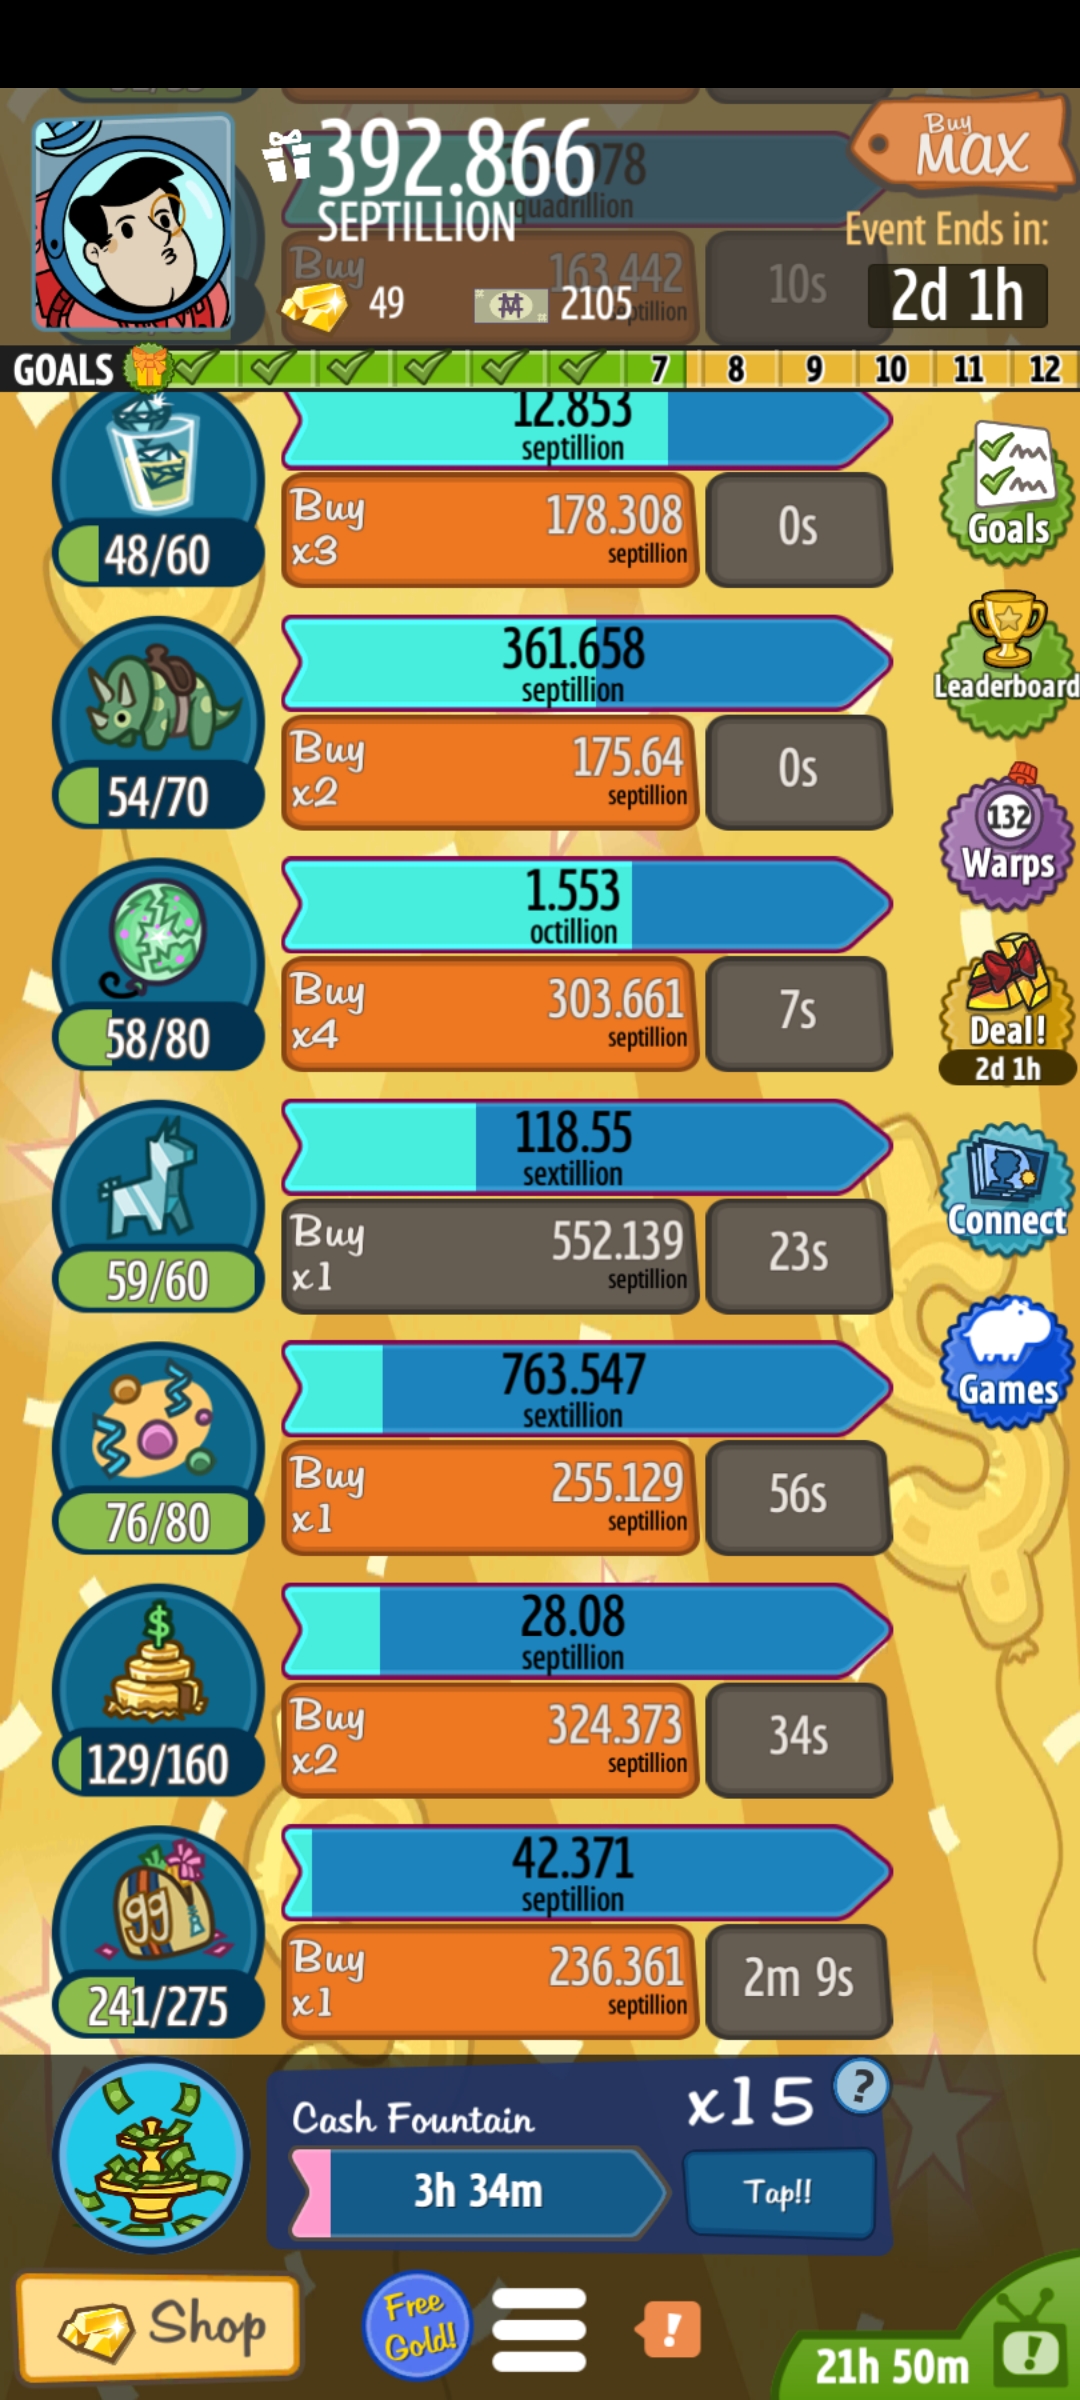 392.866
SEPTILLION
Buy
MAX
Event Ends in:
2d 1h
49
2105
quadrillion
Buy
163.442
10s
GOALS
7
8
9
10
11
12
12.853
septillion
48/60
Buy
x3
178.308
septillion
0s
Goals
361.658
septillion
54/70
Buy
x2
175.64
septillion
0s
Leaderboard
1.553
octillion
58/80
Buy
x4
303.661
septillion
7s
132
Warps
Deal!
2d 1h
118.55
sextillion
59/60
Buy
x1
552.139
septillion
23s
Connect
763.547
sextillion
76/80
Buy
x1
255.129
septillion
56s
Games
$
28.08
septillion
129/160
Buy
x2
324.373
septillion
34s
99
42.371
septillion
241/275
Buy
x1
236.361
septillion
2m 9s
Cash Fountain
x15
?
3h 34m
Tap!!
Shop
Free
Gold!
!
21h 50m
!